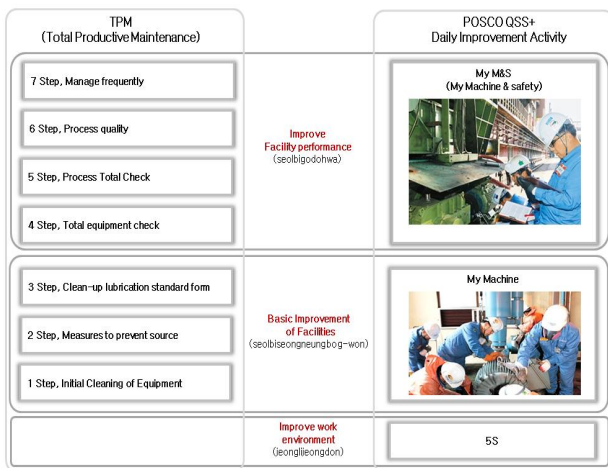 TPM
(Total Productive Maintenance)
POSCO QSS+
Daily Improvement Activity
7 Step, Manage frequently
6 Step, Process quality
5 Step, Process Total Check
4 Step, Total equipment check
Improve
Facility performance
(seolbigodohwa)
My M&S
(My Machine & safety)
3 Step, Clean-up lubrication standard form
2 Step, Measures to prevent source
1 Step, Initial Cleaning of Equipment
Basic Improvement
of Facilities
(seolbiseongneungbog-won)
My Machine
Improve work
environment
(jeonglijeongdon)
5S